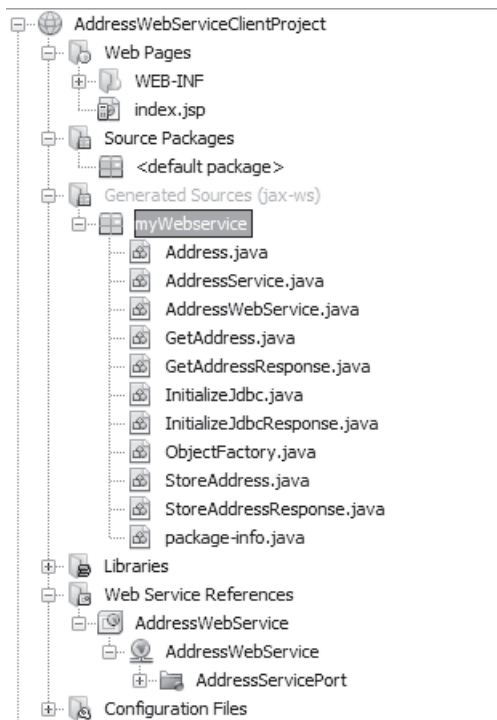 AddressWebServiceClientProject
Web Pages
WEB-INF
index.jsp
Source Packages
<default package>
Generated Sources (jax-ws)
myWebservice
Address.java
AddressService.java
AddressWebService.java
GetAddress.java
GetAddressResponse.java
InitializeJdbc.java
InitializeJdbcResponse.java
ObjectFactory.java
StoreAddress.java
StoreAddressResponse.java
package-info.java
Libraries
Web Service References
AddressWebService
AddressWebService
AddressServicePort
Configuration Files